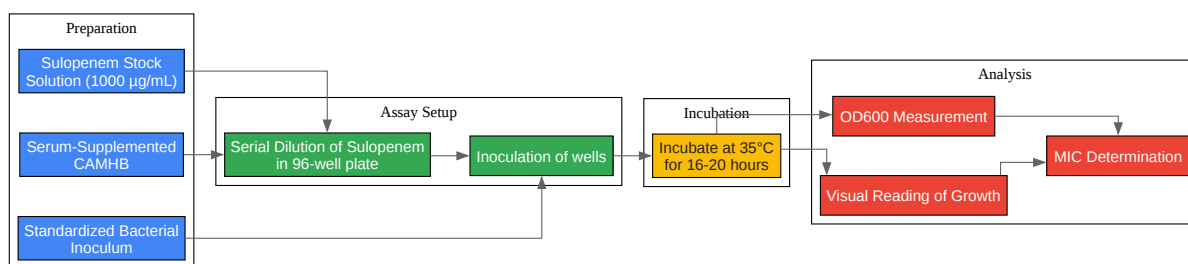 Preparation
Sulopenem Stock
Solution (1000 µg/mL)
Serum-Supplemented
CAMHB
Standardized Bacterial
Inoculum
Assay Setup
Serial Dilution of Sulopenem
in 96-well plate
Inoculation of wells
Incubation
Incubate at 35°C
for 16-20 hours
Analysis
OD600 Measurement
Visual Reading of Growth
MIC Determination